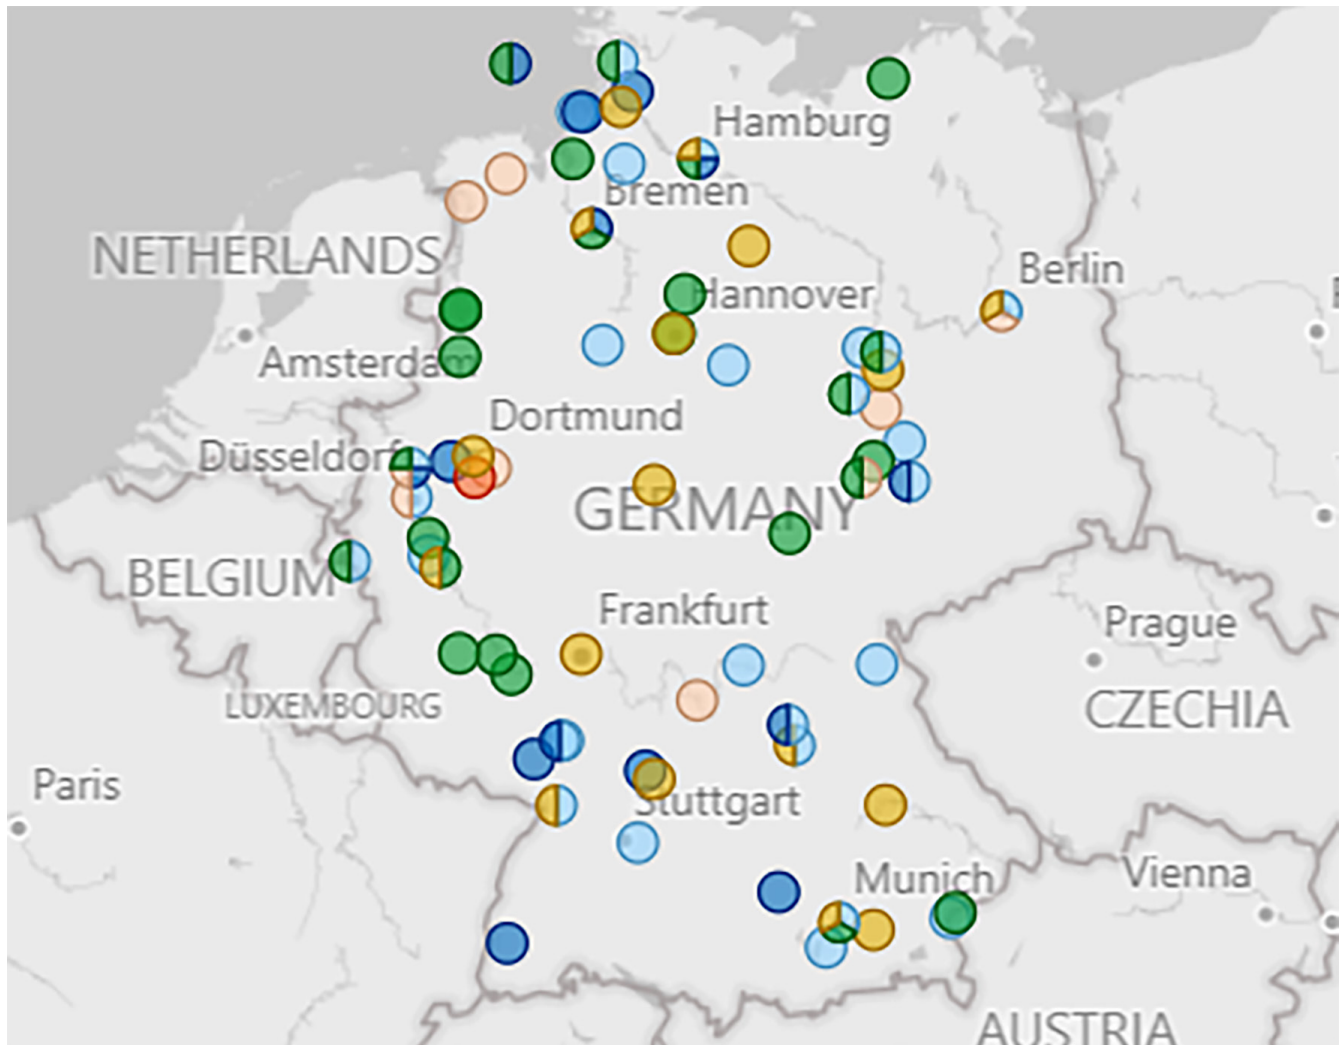 Hamburg
Bremen
NETHERLANDS
Berlin
Hannover
Amsterdam
Dortmund
Düsseldorf
GERMANY
BELGIUM
Frankfurt
Prague
LUXEMBOURG
CZECHIA
Paris
Stuttgart
Munich
Vienna
AUSTRIA